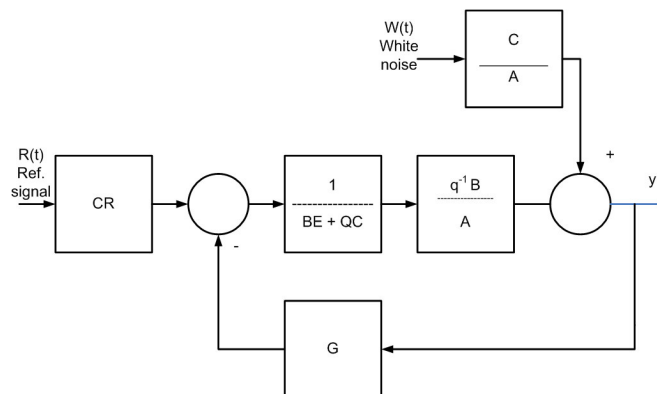 W(t)
White
noise
C
A
+
R(t)
Ref.
signal
CR
1
BE + QC
q-1 B
A
y
-
G